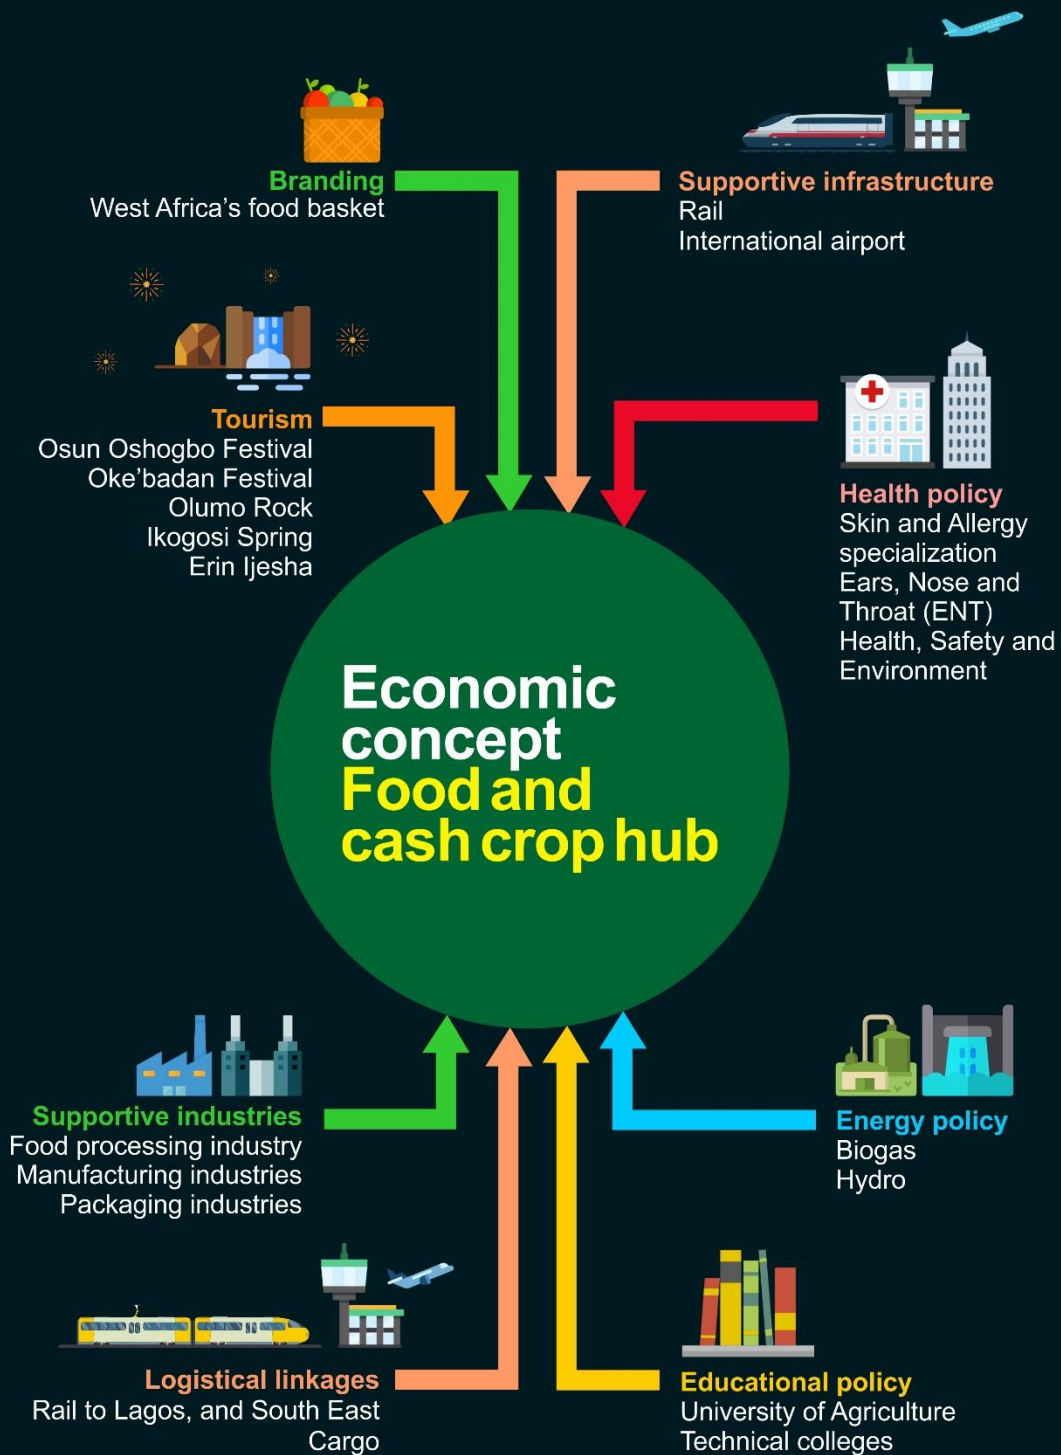 Branding
West Africa’s food basket
Supportive infrastructure
Rail
International airport
Tourism
Osun Oshogbo Festival
Oke’badan Festival
Olumo Rock
Ikogosi Spring
Erin Ijesha
Health policy
Skin and Allergy
specialization
Ears, Nose and
Throat (ENT)
Health, Safety and
Environment
Economic
concept
Food and
cash crop hub
Supportive industries
Food processing industry
Manufacturing industries
Packaging industries
Energy policy
Biogas
Hydro
Logistical linkages
Rail to Lagos, and South East
Cargo
Educational policy
University of Agriculture
Technical colleges